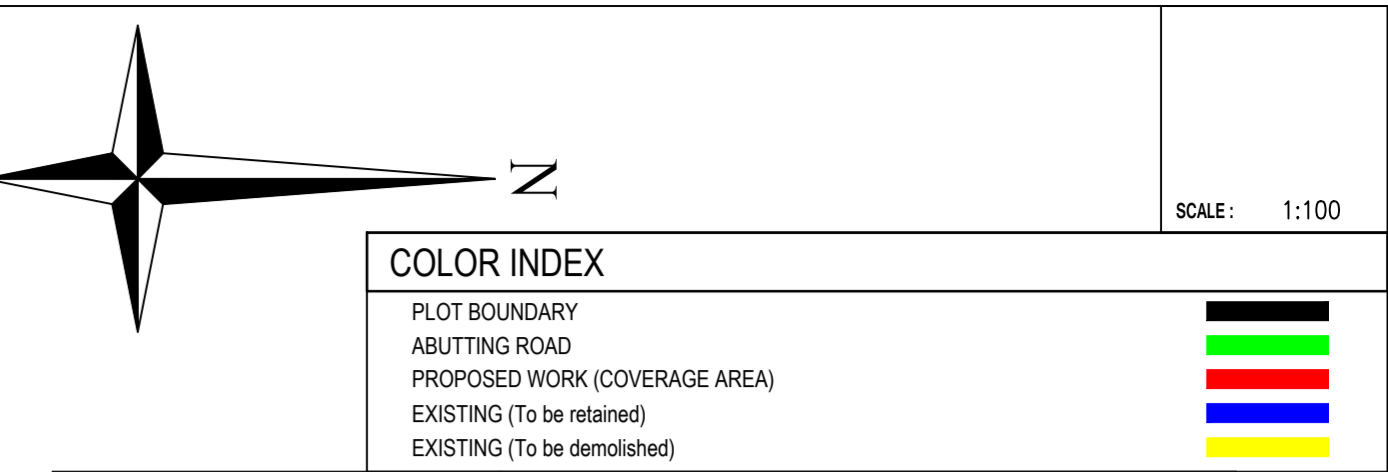 N
SCALE : 1:100
COLOR INDEX
PLOT BOUNDARY
ABUTTING ROAD
PROPOSED WORK (COVERAGE AREA)
EXISTING (To be retained)
EXISTING (To be demolished)